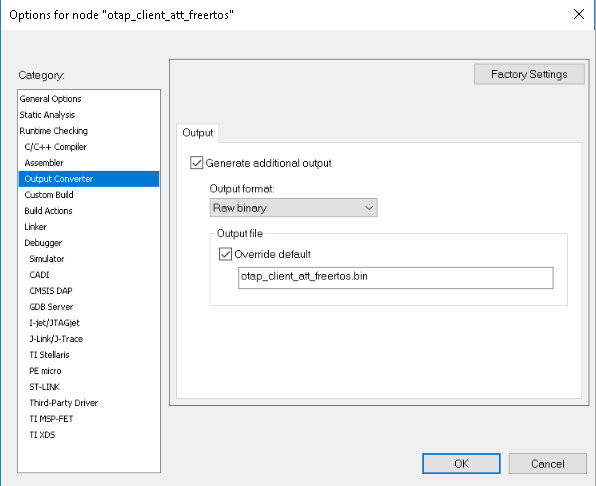 Options for node "otap_client_att_freertos"
Category:
General Options
Static Analysis
Runtime Checking
C/C++ Compiler
Assembler
Output Converter
Custom Build
Build Actions
Linker
Debugger
Simulator
CADI
CMSIS DAP
GDB Server
I-jet/JTAGjet
J-Link/J-Trace
TI Stellaris
PE micro
ST-LINK
Third-Party Driver
TI MSP-FET
TI XDS
Factory Settings
Output
Generate additional output
Output format:
Raw binary
Output file
Override default
otap_client_att_freertos.bin
OK
Cancel